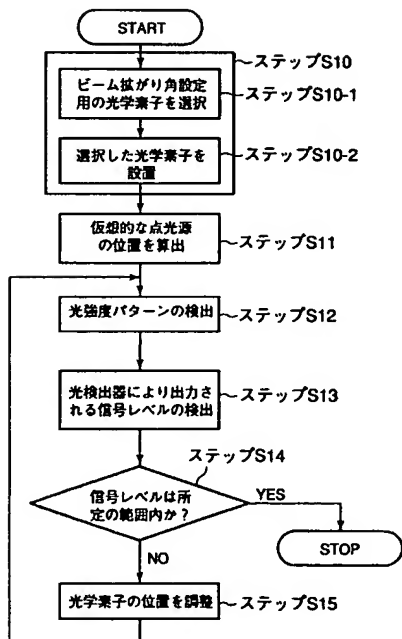 START
ステップS10
ビーム拡がり角設定
用の光学素子を選択
ステップS10-1
選択した光学素子を
設置
ステップS10-2
仮想的な点光源
の位置を算出
ステップS11
光強度パターンの検出
ステップS12
光検出器により出力さ
れる信号レベルの検出
ステップS13
ステップS14
信号レベルは所
定の範囲内か？
YES
STOP
NO
光学素子の位置を調整
ステップS15